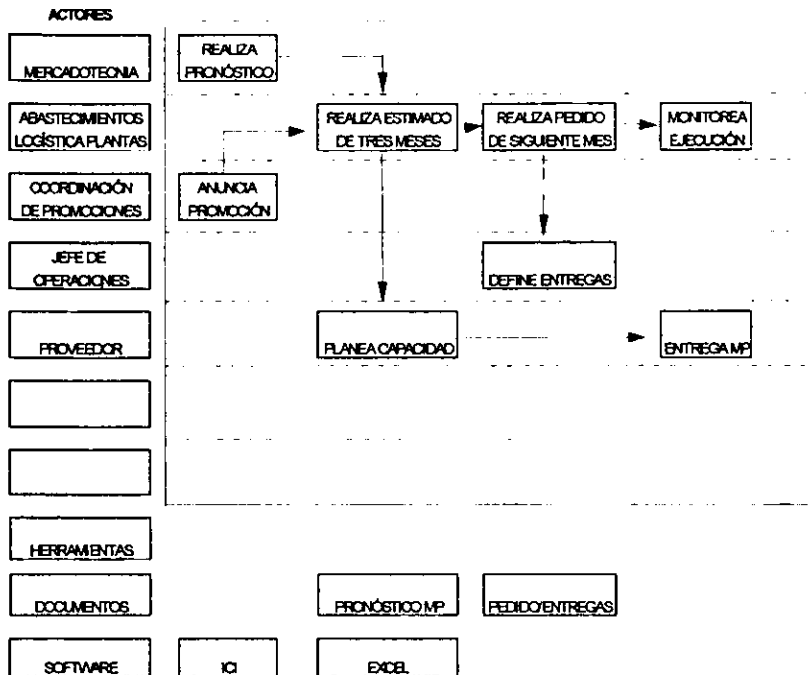 ACTORES
REALIZA
MERCADOTECNIA PRONÓSTICO
ABASTECIMIENTOS REALIZA ESTIMADO REALIZA PEDIDO MONITOREA
LOGÍSTICA PLANTAS DE TRES MESES DE SIGUIENTE MES EJECUCIÓN
COORDINACIÓN ANUNCIA
DE PROMOCIONES PROMOCIÓN
JEFE DE
OPERACIONES DEFINE ENTREGAS
PROVEEDOR PLANEA CAPACIDAD ENTREGA MP
HERRAMIENTAS
DOCUMENTOS PRONÓSTICO MP PEDIDO/ENTREGAS
SOFTWARE ICI EXCEL